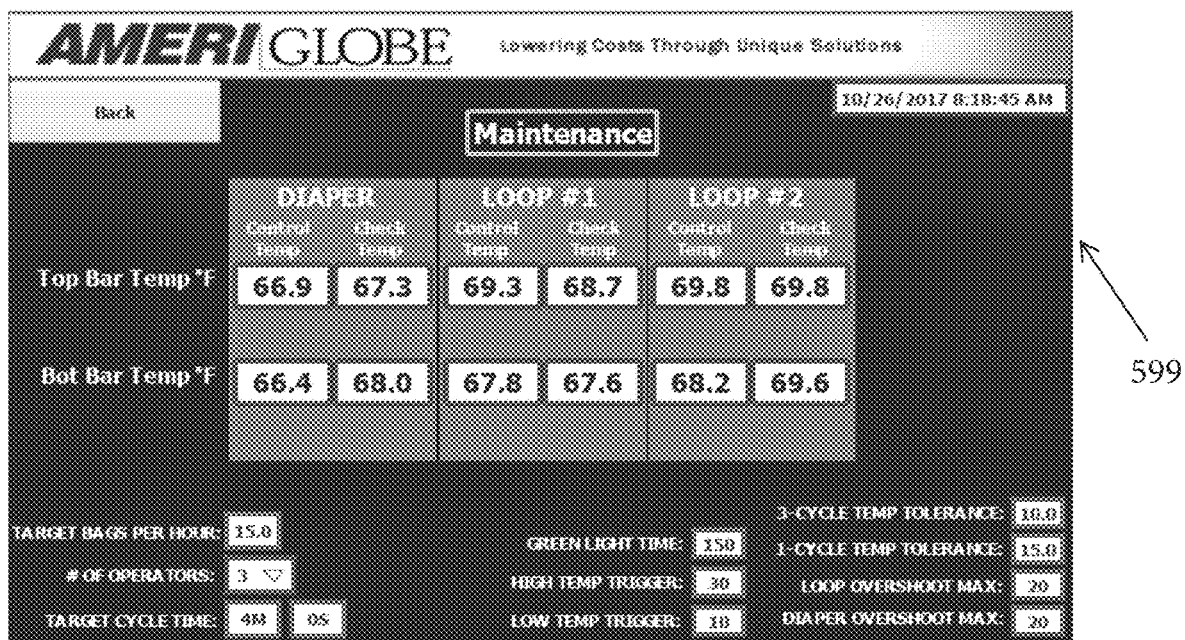 AMERI GLOBE Lowering Costs Through Unique Solutions
Back
10/26/2017 8:18:45 AM
Maintenance
DIAPER LOOP #1 LOOP #2
Control Temp Check Temp Control Temp Check Temp Control Temp Check Temp
Top Bar Temp °F 66.9 67.3 69.3 68.7 69.8 69.8
599
Bot Bar Temp °F 66.4 68.0 67.8 67.6 68.2 69.6
TARGET BAGS PER HOUR: 15.0
# OF OPERATORS: 3
TARGET CYCLE TIME: 4M 0S
GREEN LIGHT TIME: 150
HIGH TEMP TRIGGER: 30
LOW TEMP TRIGGER: 10
3-CYCLE TEMP TOLERANCE: 10.0
1-CYCLE TEMP TOLERANCE: 15.0
LOOP OVERSHOOT MAX: 20
DIAPER OVERSHOOT MAX: 20